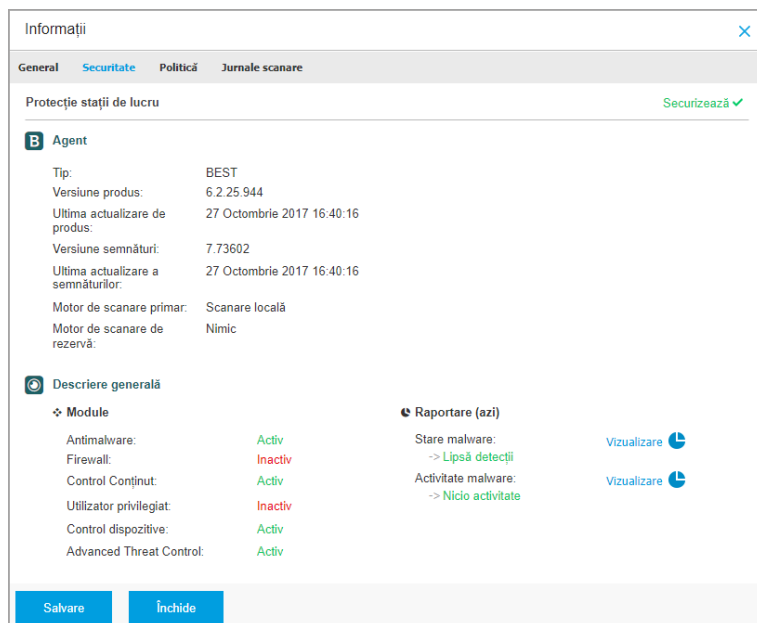 Informații
General Securitate Politică Jurnale scanare
Protecție stații de lucru Securizează
B Agent
Tip: BEST
Versiune produs: 6.2.25.944
Ultima actualizare de 27 Octombrie 2017 16:40:16
produs:
Versiune semnături: 7.73602
Ultima actualizare a 27 Octombrie 2017 16:40:16
semnăturilor:
Motor de scanare primar: Scanare locală
Motor de scanare de Nimic
rezervă:
Descriere generală
Module
Antimalware: Activ
Firewall: Inactiv
Control Conținut: Activ
Utilizator privilegiat: Inactiv
Control dispozitive: Activ
Advanced Threat Control: Activ
Raportare (azi)
Stare malware: Vizualizare
-> Lipsă detecții
Activitate malware: Vizualizare
-> Nicio activitate
Salvare Închide